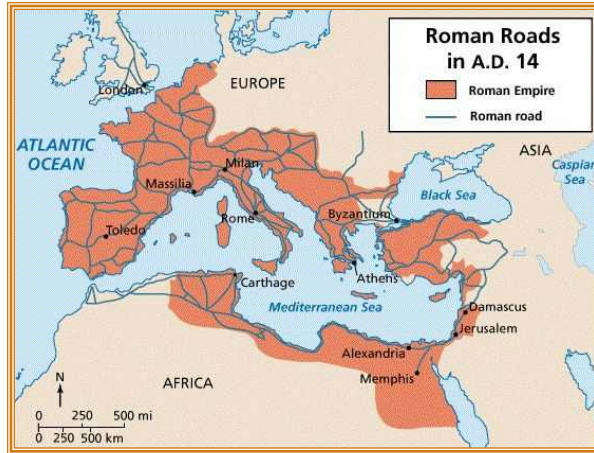 Roman Roads
in A.D. 14
Roman Empire
Roman road
EUROPE
London
ATLANTIC
OCEAN
ASIA
Caspian
Sea
Milan
Massilia
Black Sea
Byzantium
Rome
Toledo
Athens
Carthage
Mediterranean Sea
Damascus
Jerusalem
Alexandria
Memphis
AFRICA
N
0 250 500 mi
0 250 500 km